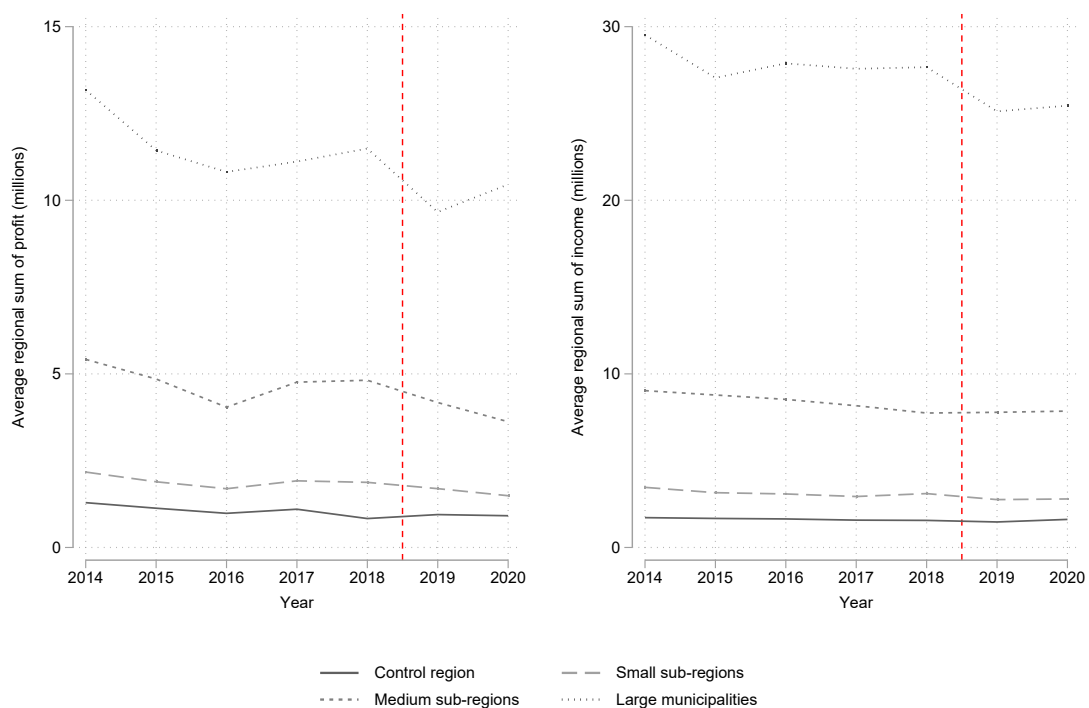 Average regional sum of profit (millions)
15
10
5
0
2014 2015 2016 2017 2018 2019 2020
Year
Average regional sum of income (millions)
30
20
10
0
2014 2015 2016 2017 2018 2019 2020
Year
Control region
Small sub-regions
Medium sub-regions
Large municipalities